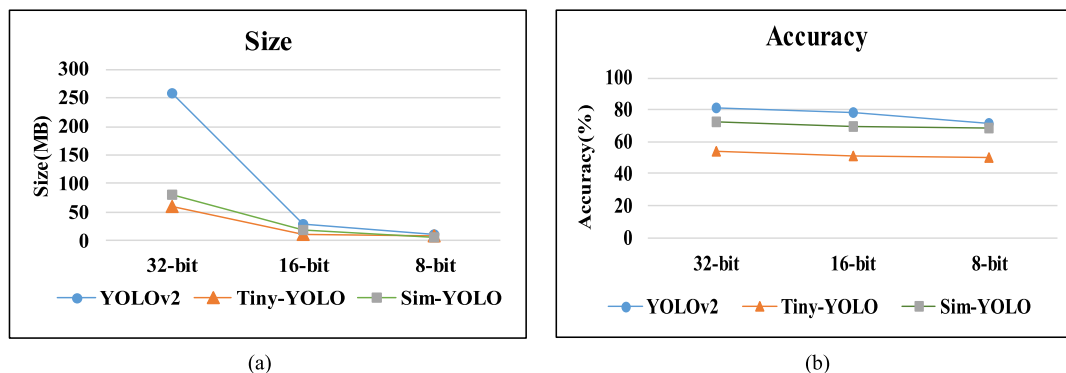 Size
300
250
200
150
100
50
0
Size(MB)
32-bit 16-bit 8-bit
YOLOv2 Tiny-YOLO Sim-YOLO
(a)
Accuracy
100
80
60
40
20
0
Accuracy(%)
32-bit 16-bit 8-bit
YOLOv2 Tiny-YOLO Sim-YOLO
(b)